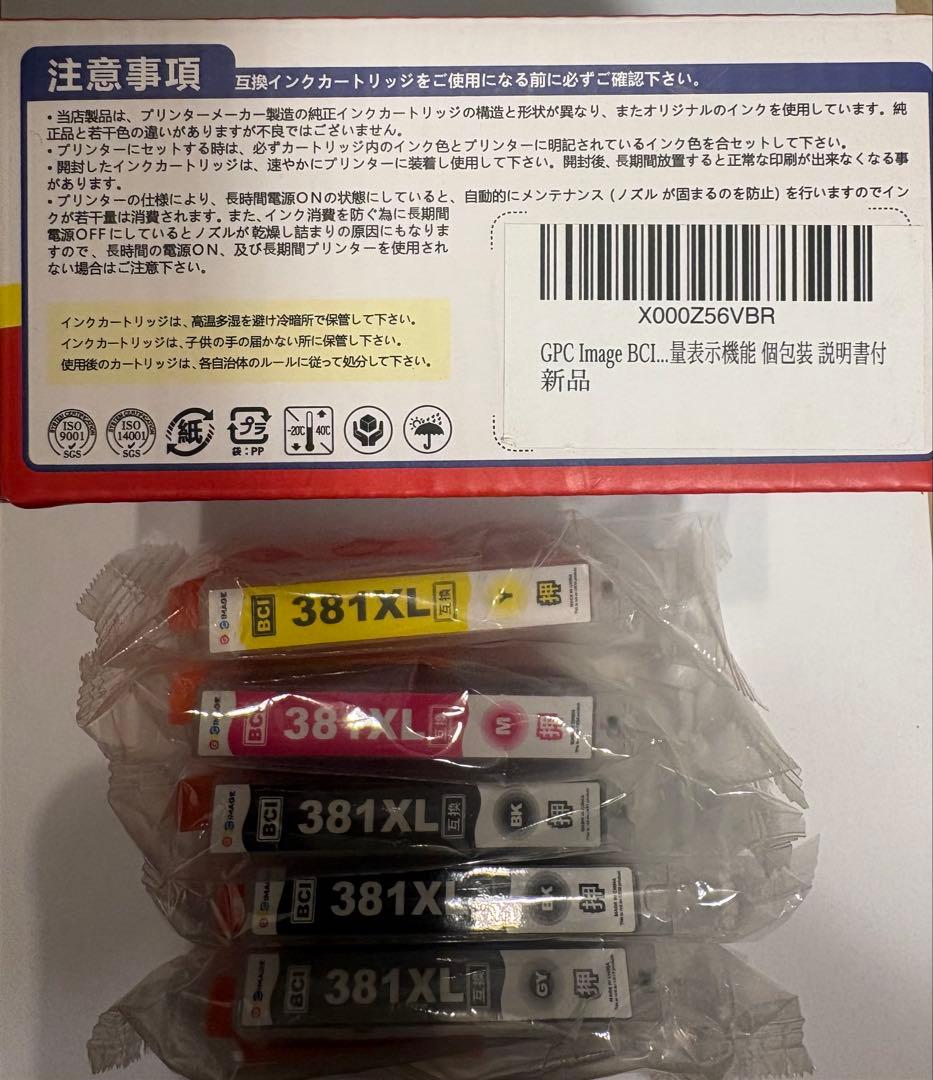 注意事項 互換インクカートリッジをご使用になる前に必ずご確認下さい。
・当店製品は、プリンターメーカー製造の純正インクカートリッジの構造と形状が異なり、またオリジナルのインクを使用しています。純
正品と若干色の違いがありますが不良ではございません。
・プリンターにセットする時は、必ずカートリッジ内のインク色とプリンターに明記されているインク色を合セットして下さい。
・開封したインクカートリッジは、速やかにプリンターに装着し使用して下さい。開封後、長期間放置すると正常な印刷が出来なくなる事
があります。
・プリンターの仕様により、長時間電源ONの状態にしていると、自動的にメンテナンス(ノズルが固まるのを防止)を行いますのでイン
クが若干量は消費されます。また、インク消費を防ぐ為に長期間
電源OFFにしているとノズルが乾燥し詰まりの原因にもなりま
すので、長時間の電源ON、及び長期間プリンターを使用され
ない場合はご注意下さい。
インクカートリッジは、高温多湿を避け冷暗所で保管して下さい。
インクカートリッジは、子供の手の届かない所に保管して下さい。
使用後のカートリッジは、各自治体のルールに従って処分して下さい。
X000Z56VBR
GPC Image BCI...量表示機能 個包装 説明書付
新品
SYSTEM CERTIFICATION ISO 9001 SGS
SYSTEM CERTIFICATION ISO 14001 SGS
紙
プラ
袋：PP
-20℃ 40℃
IMAGE BCI 381XL 互換 Y 押 MADE IN CHINA
IMAGE BCI 381XL 互換 M 押
IMAGE BCI 381XL 互換 BK 押
BCI 381XL BK 押 MADE IN CHINA
IMAGE BCI 381XL 互換 GY 押 MADE IN CHINA